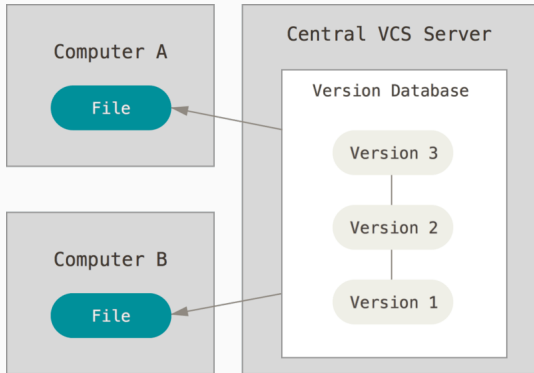 Computer A
File
Computer B
File
Central VCS Server
Version Database
Version 3
Version 2
Version 1